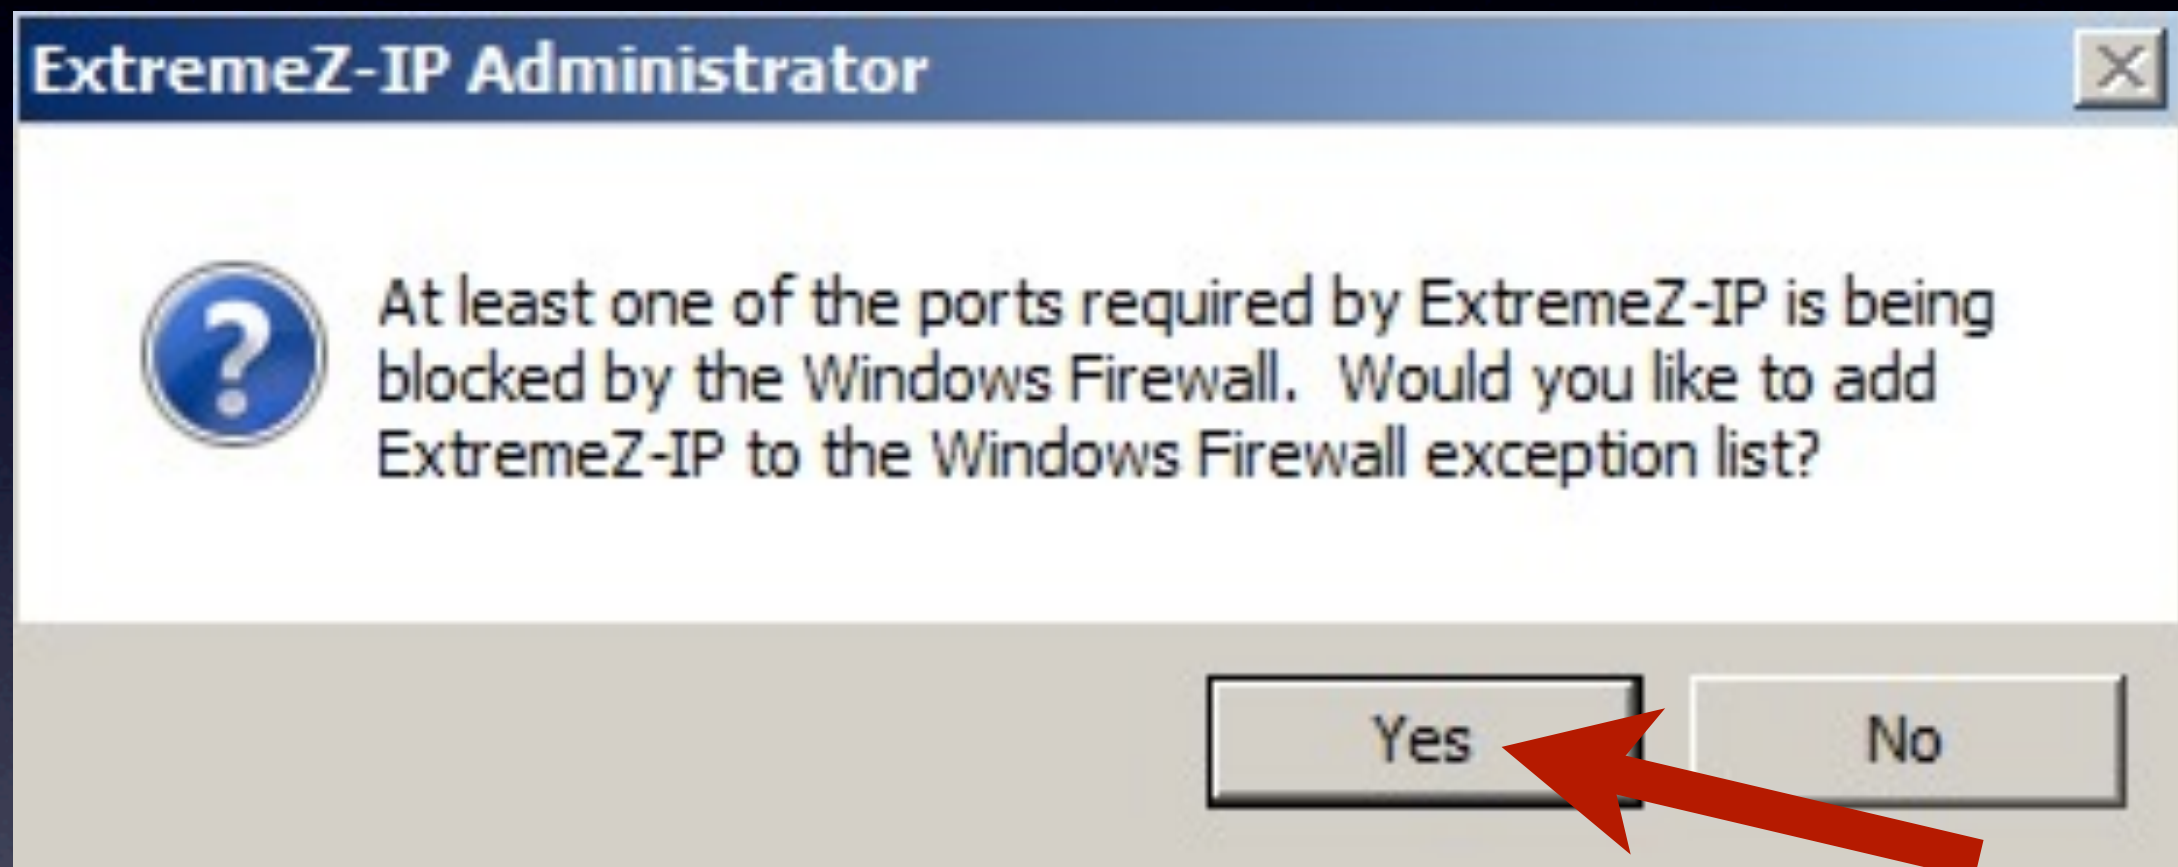 ExtremeZ-IP Administrator
At least one of the ports required by ExtremeZ-IP is being
blocked by the Windows Firewall.  Would you like to add
ExtremeZ-IP to the Windows Firewall exception list?
Yes
No